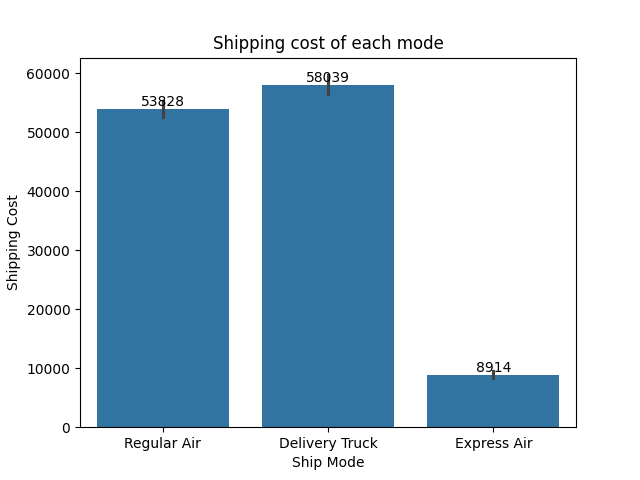 Shipping cost of each mode
60000
50000
40000
30000
20000
10000
0
Shipping Cost
53828
58039
8914
Regular Air
Delivery Truck
Express Air
Ship Mode